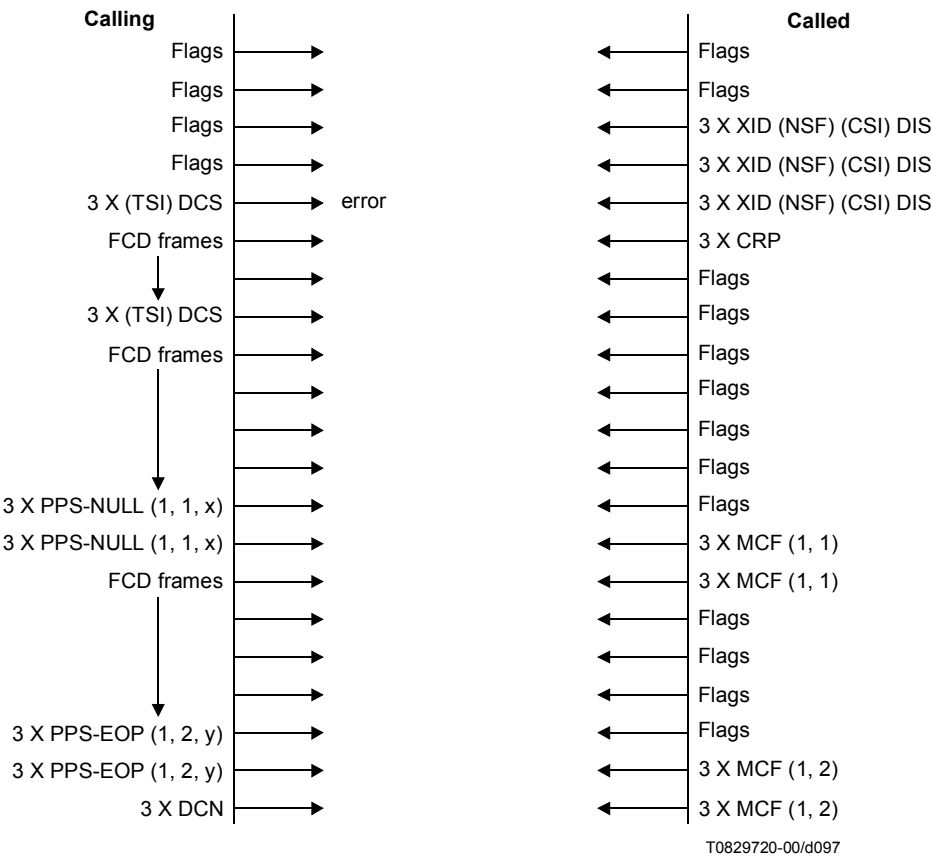 Calling Called
Flags Flags
Flags Flags
Flags 3 X XID (NSF) (CSI) DIS
Flags 3 X XID (NSF) (CSI) DIS
3 X (TSI) DCS error 3 X XID (NSF) (CSI) DIS
FCD frames 3 X CRP
Flags
3 X (TSI) DCS Flags
FCD frames Flags
Flags
Flags
Flags
3 X PPS-NULL (1, 1, x) Flags
3 X PPS-NULL (1, 1, x) 3 X MCF (1, 1)
FCD frames 3 X MCF (1, 1)
Flags
Flags
Flags
3 X PPS-EOP (1, 2, y) Flags
3 X PPS-EOP (1, 2, y) 3 X MCF (1, 2)
3 X DCN 3 X MCF (1, 2)
T0829720-00/d097